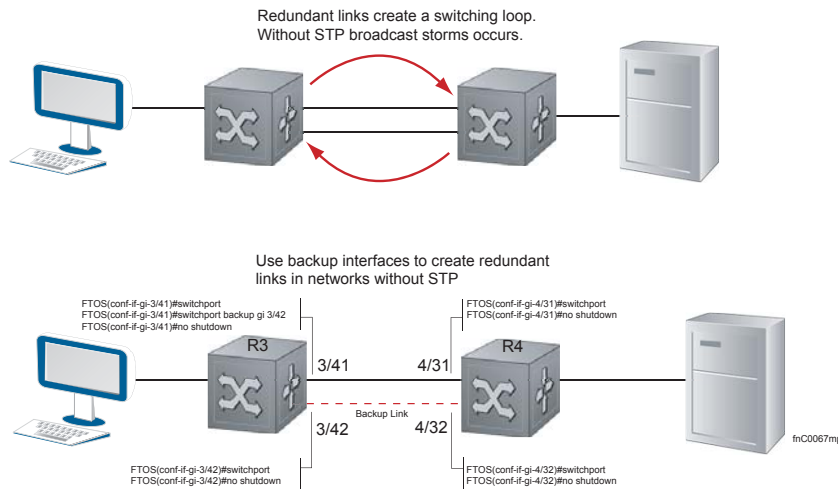 Redundant links create a switching loop.
Without STP broadcast storms occurs.
Use backup interfaces to create redundant
links in networks without STP
FTOS(conf-if-gi-3/41)#switchport
FTOS(conf-if-gi-3/41)#switchport backup gi 3/42
FTOS(conf-if-gi-3/41)#no shutdown
FTOS(conf-if-gi-4/31)#switchport
FTOS(conf-if-gi-4/31)#no shutdown
R3
3/41
4/31
R4
Backup Link
3/42
4/32
fnC0067mp
FTOS(conf-if-gi-3/42)#switchport
FTOS(conf-if-gi-3/42)#no shutdown
FTOS(conf-if-gi-4/32)#switchport
FTOS(conf-if-gi-4/32)#no shutdown